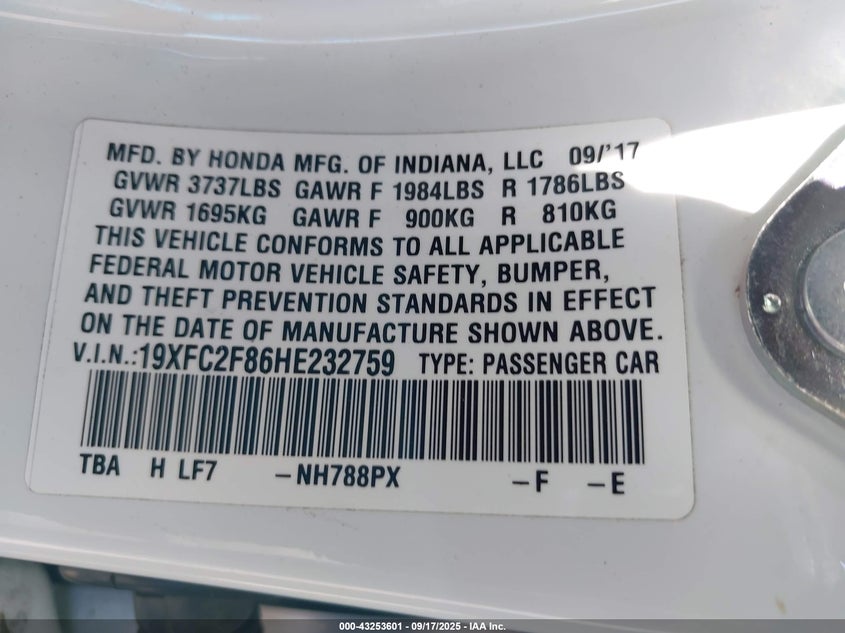 MFD. BY HONDA MFG. OF INDIANA, LLC 09/'17
GVWR 3737LBS GAWR F 1984LBS R 1786LBS
GVWR 1695KG GAWR F 900KG R 810KG
THIS VEHICLE CONFORMS TO ALL APPLICABLE
FEDERAL MOTOR VEHICLE SAFETY, BUMPER,
AND THEFT PREVENTION STANDARDS IN EFFECT
ON THE DATE OF MANUFACTURE SHOWN ABOVE.
V.I.N.:19XFC2F86HE232759 TYPE: PASSENGER CAR
TBA H LF7 -NH788PX -F -E
000-43253601 - 09/17/2025 - IAA Inc.